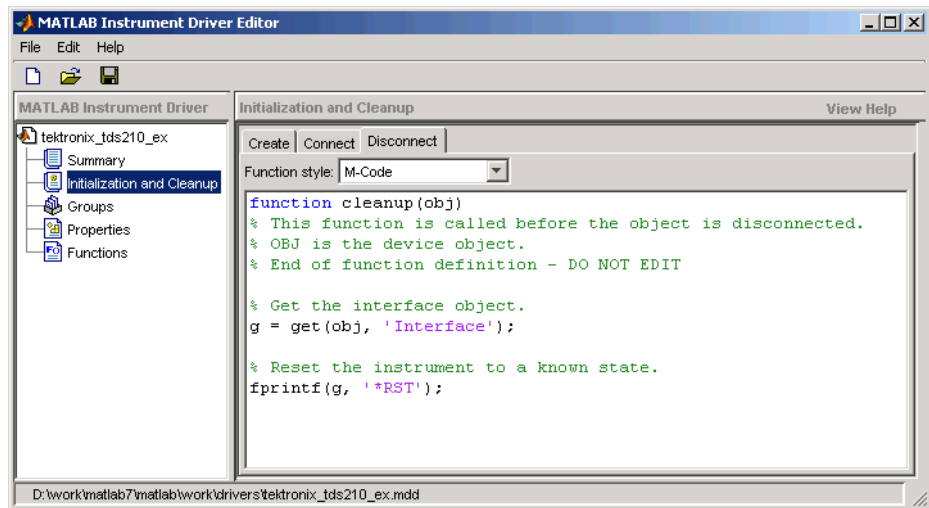 MATLAB Instrument Driver Editor
File Edit Help
MATLAB Instrument Driver
Initialization and Cleanup View Help
tektronix_tds210_ex
Summary
Initialization and Cleanup
Groups
Properties
Functions
Create Connect Disconnect
Function style: M-Code
function cleanup(obj)
% This function is called before the object is disconnected.
% OBJ is the device object.
% End of function definition - DO NOT EDIT
% Get the interface object.
g = get(obj, 'Interface');
% Reset the instrument to a known state.
fprintf(g, '*RST');
D:\work\matlab7\matlab\work\drivers\tektronix_tds210_ex.mdd